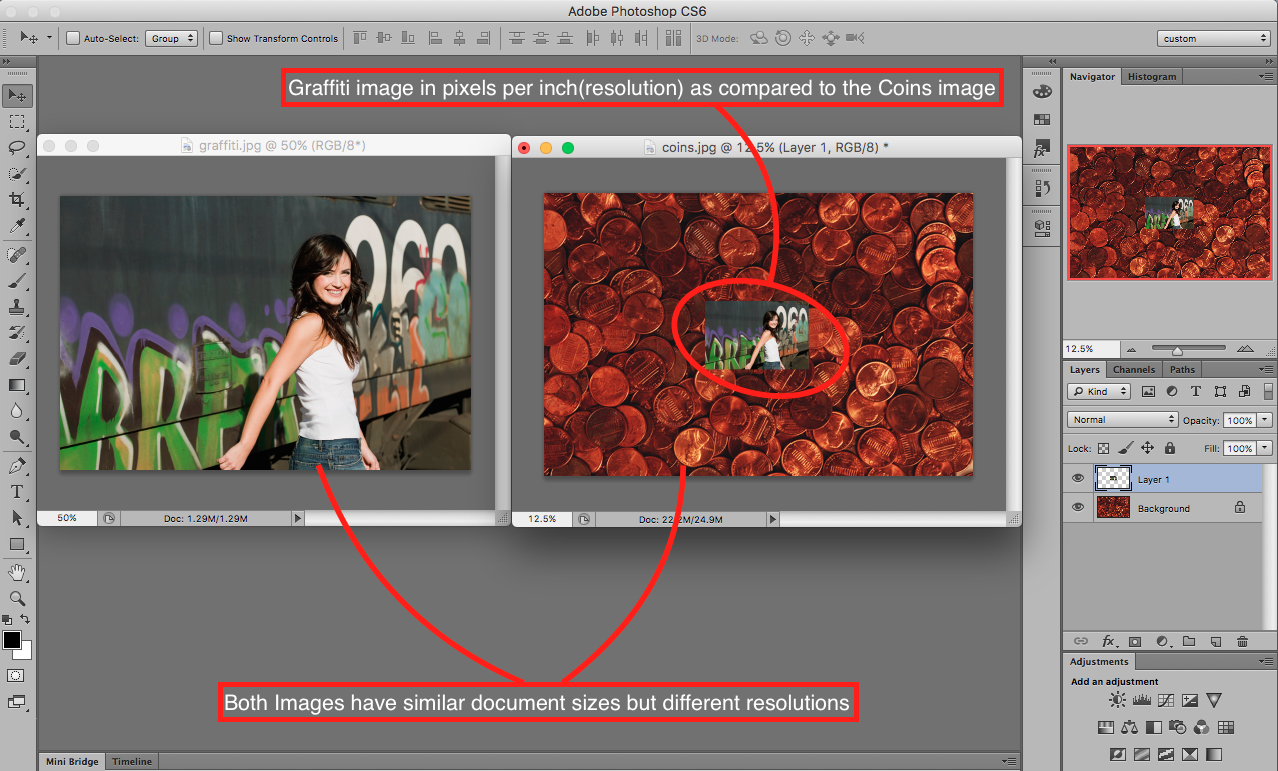 Adobe Photoshop CS6
Auto-Select: Group Show Transform Controls 3D Mode: custom
Graffiti image in pixels per inch(resolution) as compared to the Coins image
Navigator Histogram
graffiti.jpg @ 50% (RGB/8*)
coins.jpg @ 12.5% (Layer 1, RGB/8) *
12.5%
Layers Channels Paths
Kind
Normal Opacity: 100%
Lock: Fill: 100%
Layer 1
Background
50% Doc: 1.29M/1.29M
12.5% Doc: 22.2M/24.9M
Both Images have similar document sizes but different resolutions
Adjustments
Add an adjustment
Mini Bridge Timeline